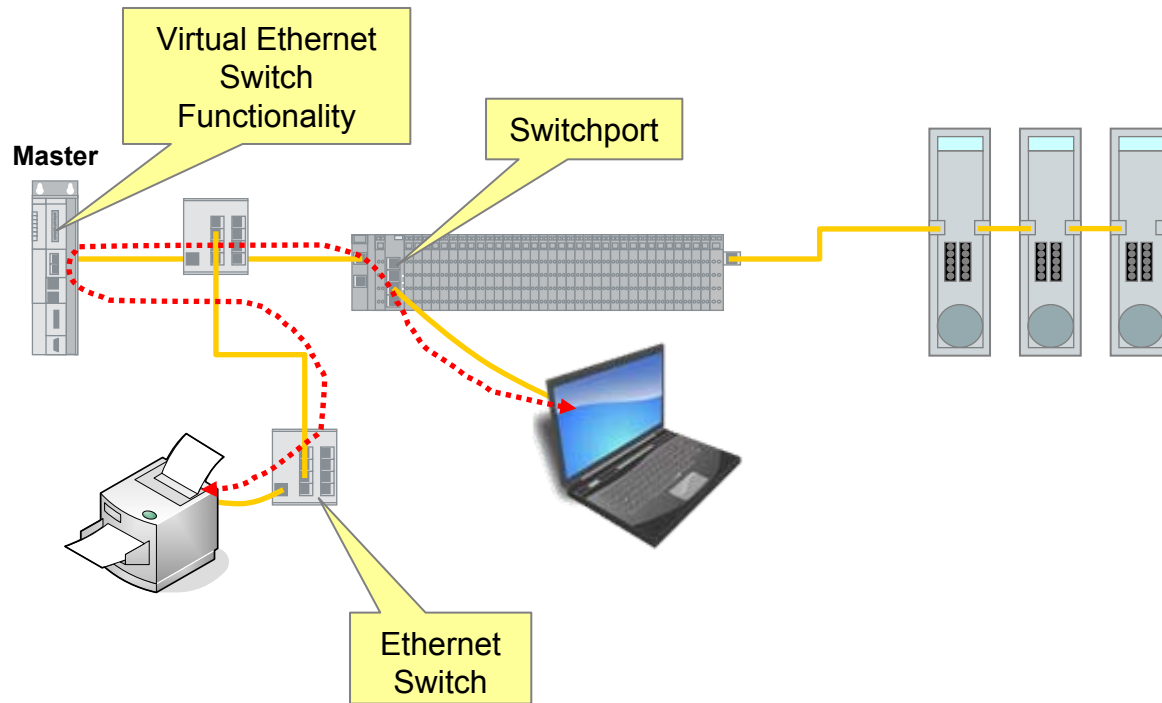 Virtual Ethernet
Switch
Functionality
Switchport
Master
Ethernet
Switch